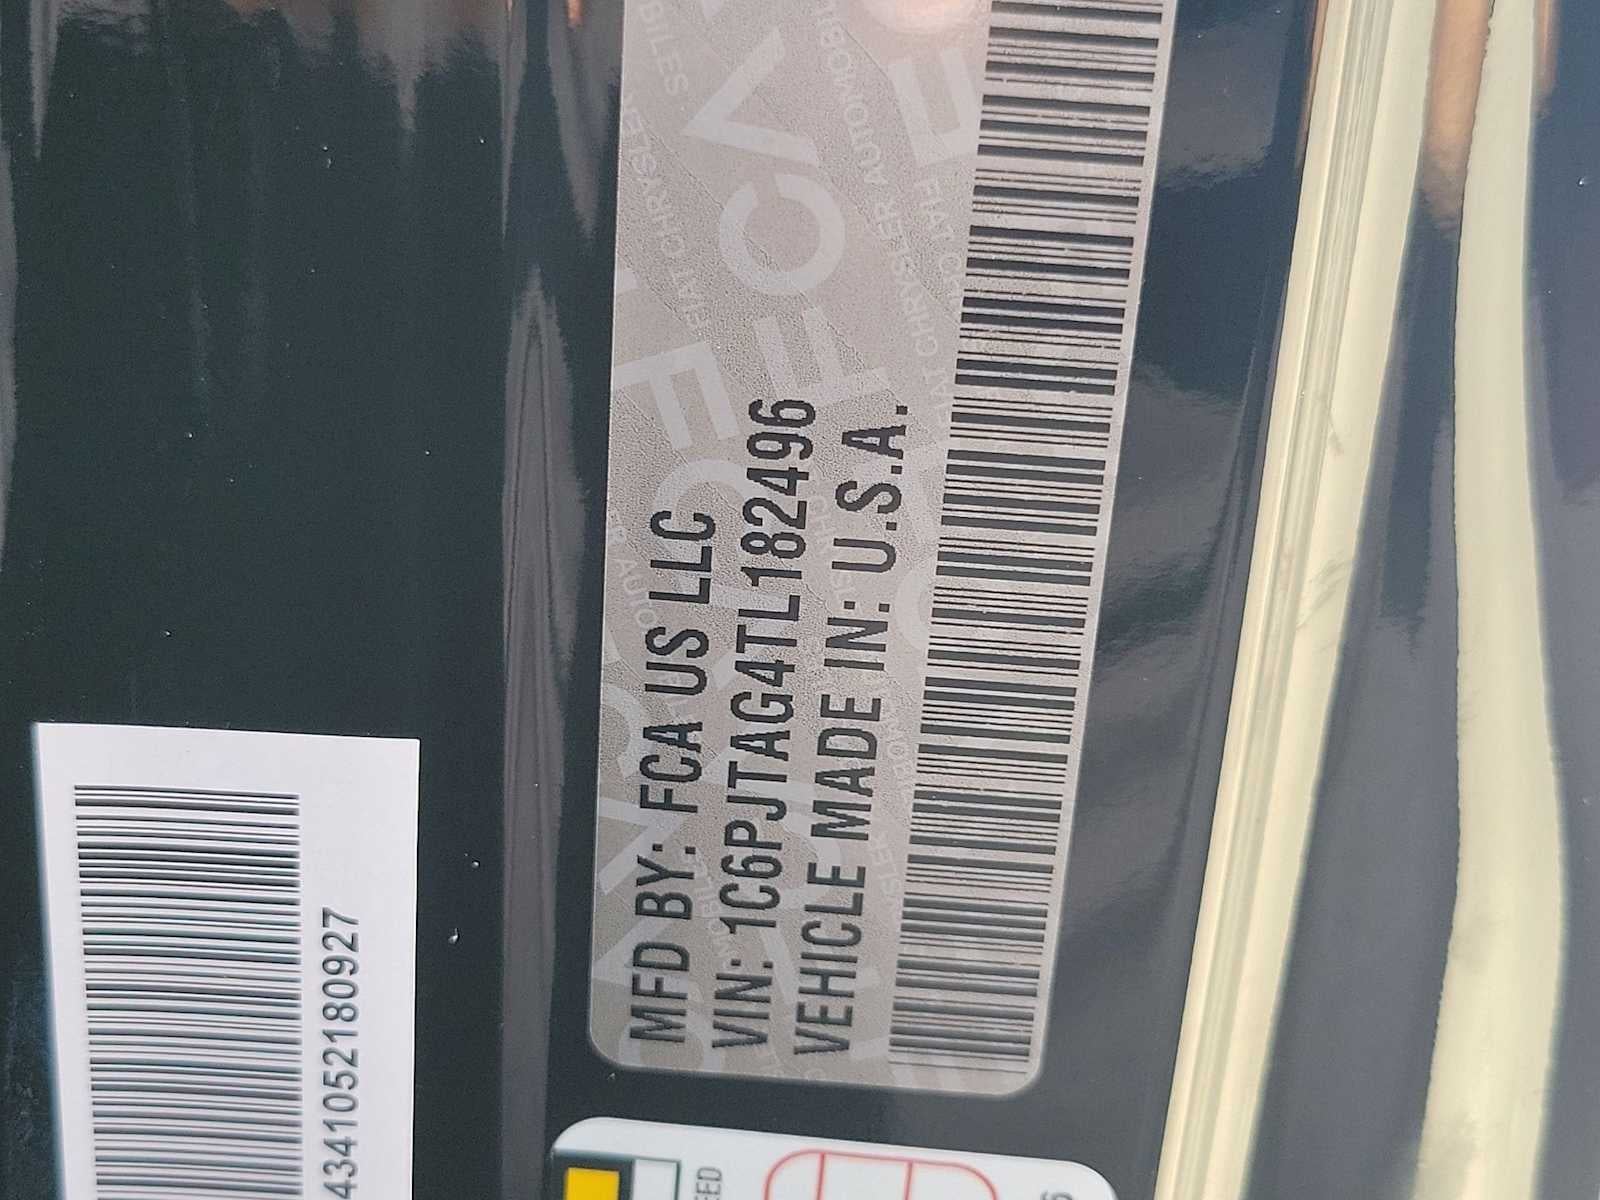 MFD BY: FCA US LLC
VIN: 1C6PJTAG4TL182496
VEHICLE MADE IN: U.S.A.
4341052180927